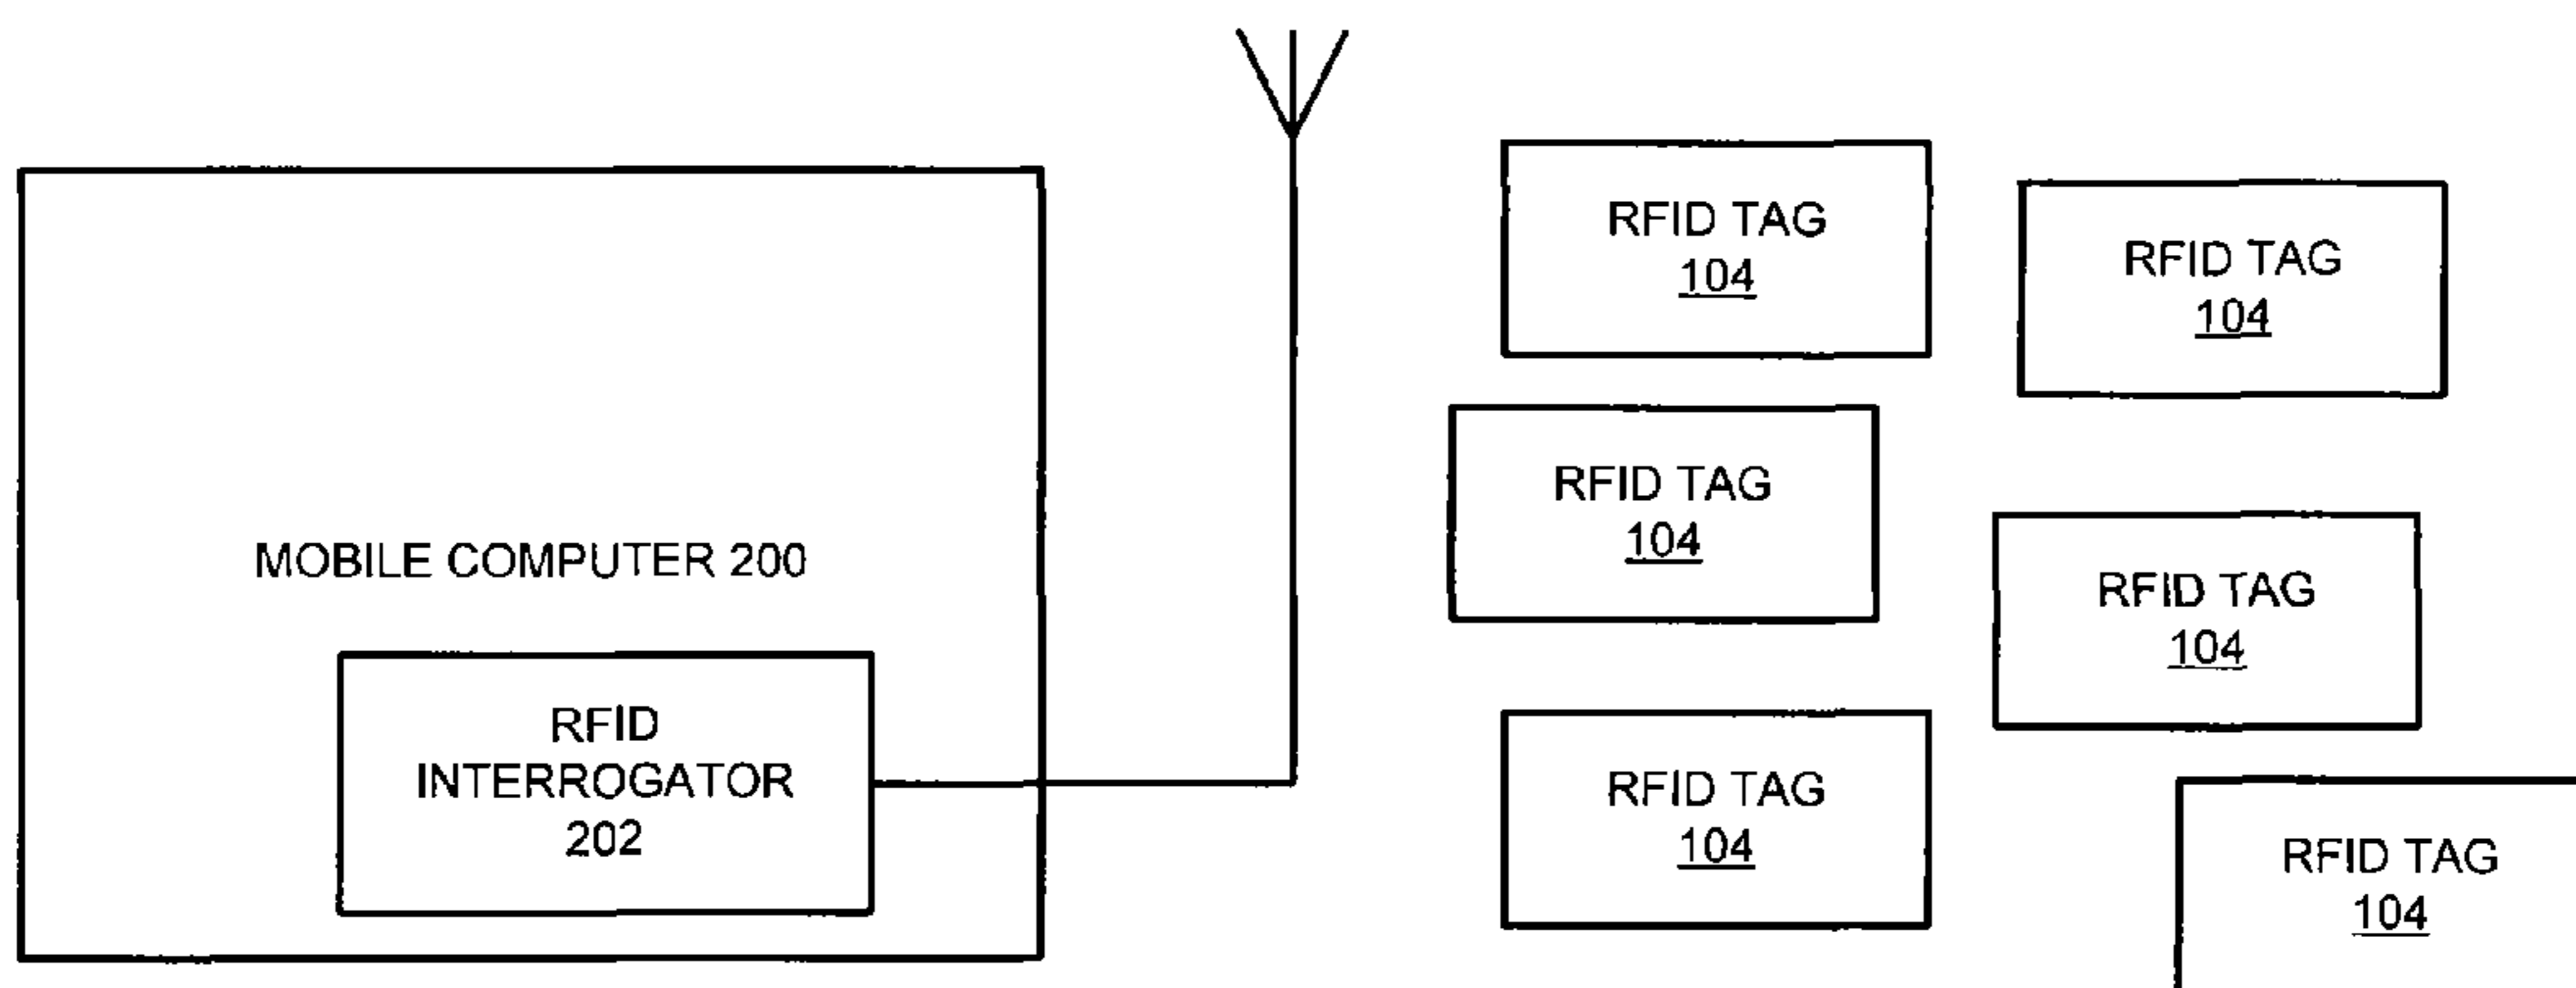 MOBILE COMPUTER 200
RFID
INTERROGATOR
202
RFID TAG
104
RFID TAG
104
RFID TAG
104
RFID TAG
104
RFID TAG
104
RFID TAG
104